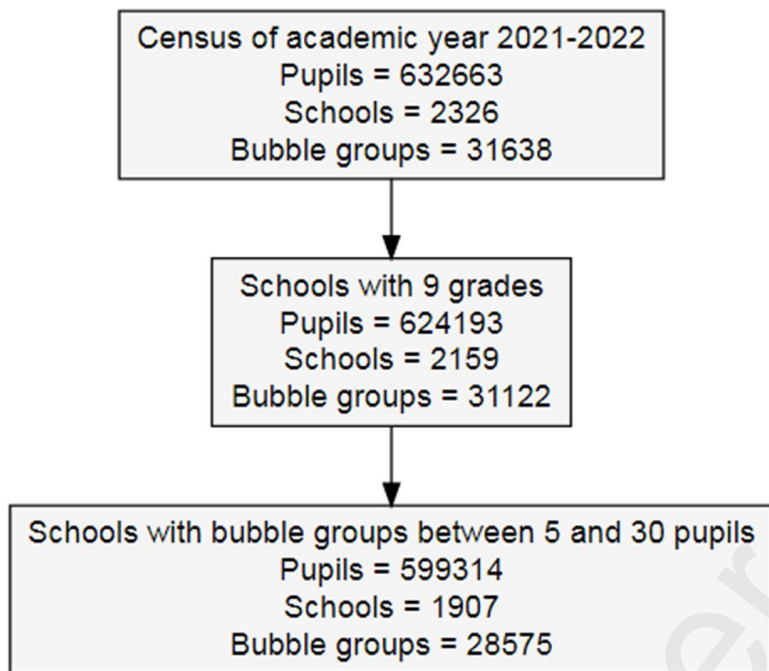 Census of academic year 2021-2022
Pupils = 632663
Schools = 2326
Bubble groups = 31638
Schools with 9 grades
Pupils = 624193
Schools = 2159
Bubble groups = 31122
Schools with bubble groups between 5 and 30 pupils
Pupils = 599314
Schools = 1907
Bubble groups = 28575